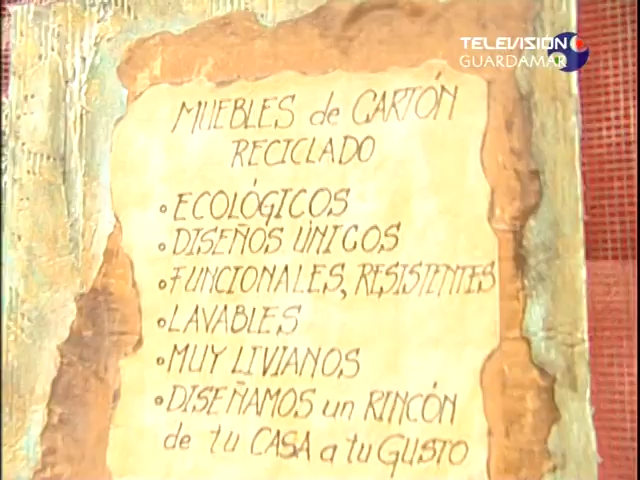 TELEVISIÓN
GUARDAMAR
MUEBLES de CARTÓN
RECICLADO
• ECOLÓGICOS
• DISEÑOS ÚNICOS
• FUNCIONALES, RESISTENTES
• LAVABLES
• MUY LIVIANOS
• DISEÑAMOS un RINCÓN
de tu CASA a tu GUSTO